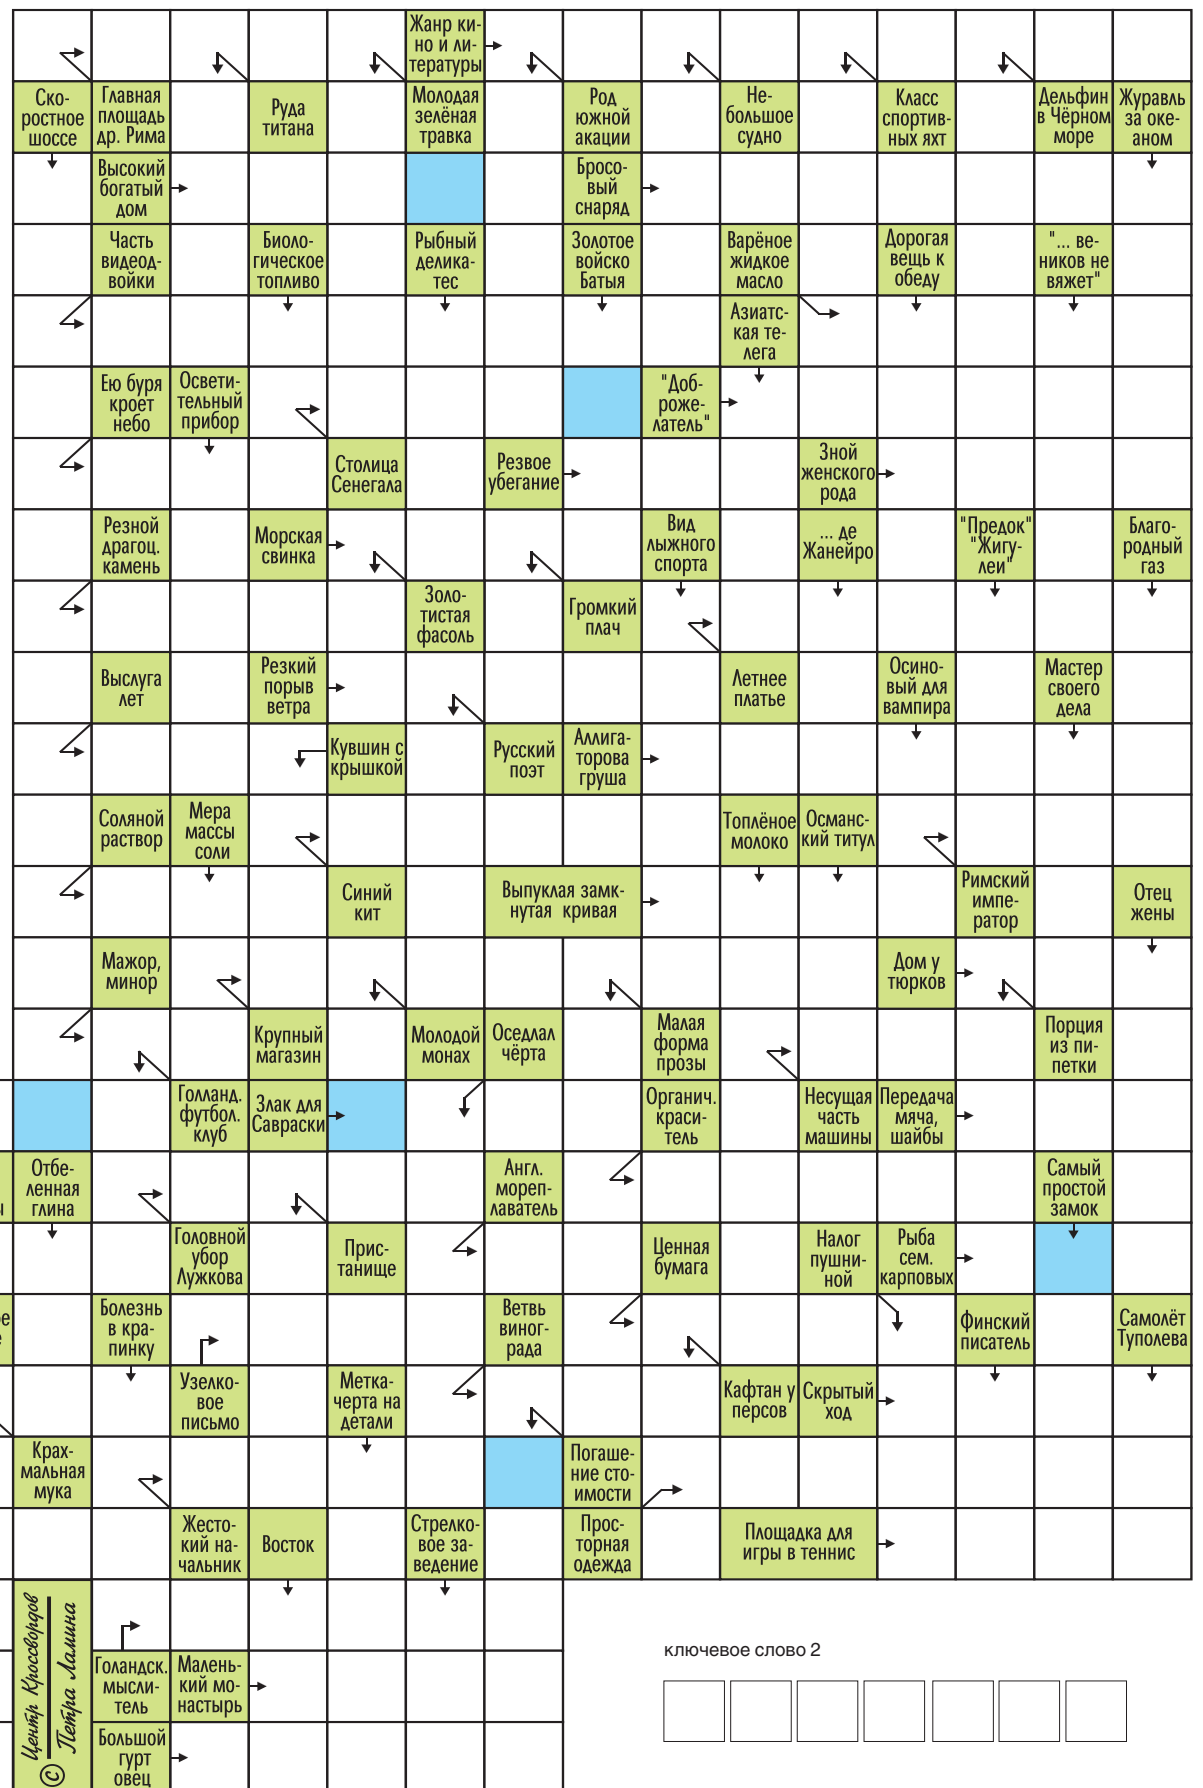 Жанр ки-
но и ли-
тературы
Ско-
ростное
шоссе
Главная
площадь
др. Рима
Руда
титана
Молодая
зелёная
травка
Род
южной
акации
Не-
большое
судно
Класс
спортив-
ных яхт
Дельфин
в Чёрном
море
Журавль
за оке-
аном
Высокий
богатый
дом
Бросо-
вый
снаряд
Часть
видеод-
войки
Биоло-
гическое
топливо
Рыбный
делика-
тес
Золотое
войско
Батыя
Варёное
жидкое
масло
Дорогая
вещь к
обеду
"... ве-
ников не
вяжет"
Азиатс-
кая те-
лега
Ею буря
кроет
небо
Освети-
тельный
прибор
"Доб-
роже-
латель"
Столица
Сенегала
Резвое
убегание
Зной
женского
рода
Резной
драгоц.
камень
Морская
свинка
Вид
лыжного
спорта
... де
Жанейро
"Предок"
"Жигу-
лей"
Благо-
родный
газ
Золо-
тистая
фасоль
Громкий
плач
Выслуга
лет
Резкий
порыв
ветра
Летнее
платье
Осино-
вый для
вампира
Мастер
своего
дела
Кувшин с
крышкой
Русский
поэт
Аллига-
торова
груша
Соляной
раствор
Мера
массы
соли
Топлёное
молоко
Османс-
кий титул
Синий
кит
Выпуклая замк-
нутая кривая
Римский
импе-
ратор
Отец
жены
Мажор,
минор
Дом у
тюрков
Крупный
магазин
Молодой
монах
Оседлал
чёрта
Малая
форма
прозы
Порция
из пи-
петки
Голланд.
футбол.
клуб
Злак для
Савраски
Органич.
краси-
тель
Несущая
часть
машины
Передача
мяча,
шайбы
Отбе-
ленная
глина
Англ.
мореп-
лаватель
Самый
простой
замок
Головной
убор
Лужкова
Прис-
танище
Ценная
бумага
Налог
пушни-
ной
Рыба
сем.
карповых
Болезнь
в кра-
пинку
Ветвь
виног-
рада
Финский
писатель
Самолёт
Туполева
Узелко-
вое
письмо
Метка-
черта на
детали
Кафтан у
персов
Скрытый
ход
Крах-
мальная
мука
Погаше-
ние сто-
имости
Жесто-
кий на-
чальник
Восток
Стрелко-
вое за-
ведение
Прос-
торная
одежда
Площадка для
игры в теннис
© Центр Кроссвордов
Петра Ламина
Голандск.
мысли-
тель
Малень-
кий мо-
настырь
Большой
гурт
овец
ключевое слово 2